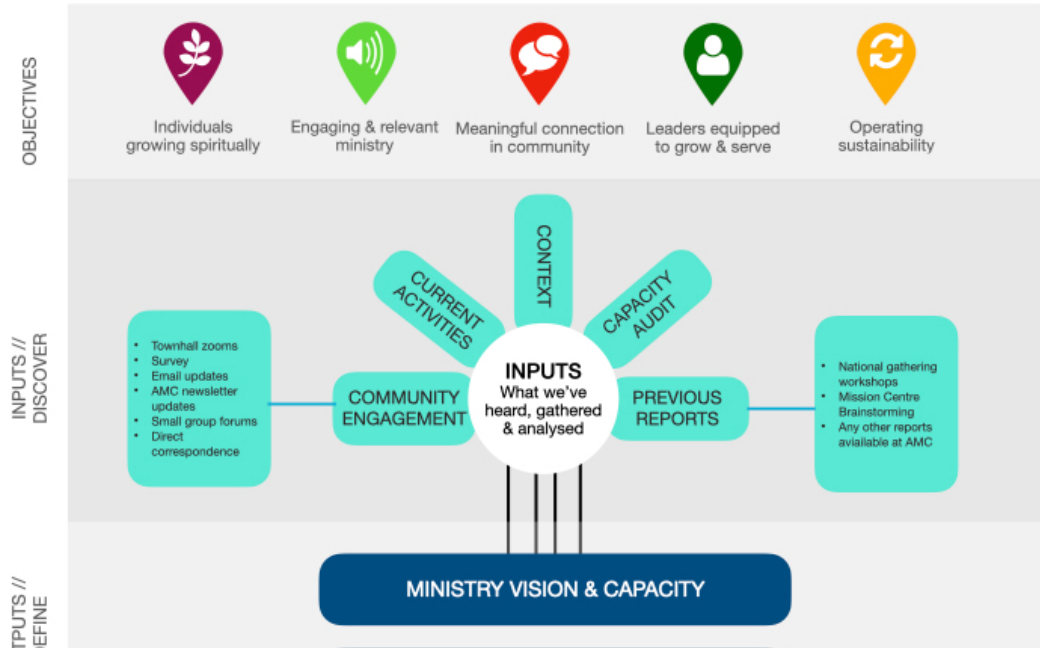 OBJECTIVES
Individuals
growing spiritually
Engaging & relevant
ministry
Meaningful connection
in community
Leaders equipped
to grow & serve
Operating
sustainability
INPUTS //
DISCOVER
• Townhall zooms
• Survey
• Email updates
• AMC newsletter
updates
• Small group forums
• Direct
correspondence
COMMUNITY
ENGAGEMENT
CURRENT
ACTIVITIES
CONTEXT
CAPACITY
AUDIT
PREVIOUS
REPORTS
INPUTS
What we've
heard, gathered
& analysed
• National gathering
workshops
• Mission Centre
Brainstorming
• Any other reports
avialable at AMC
MINISTRY VISION & CAPACITY